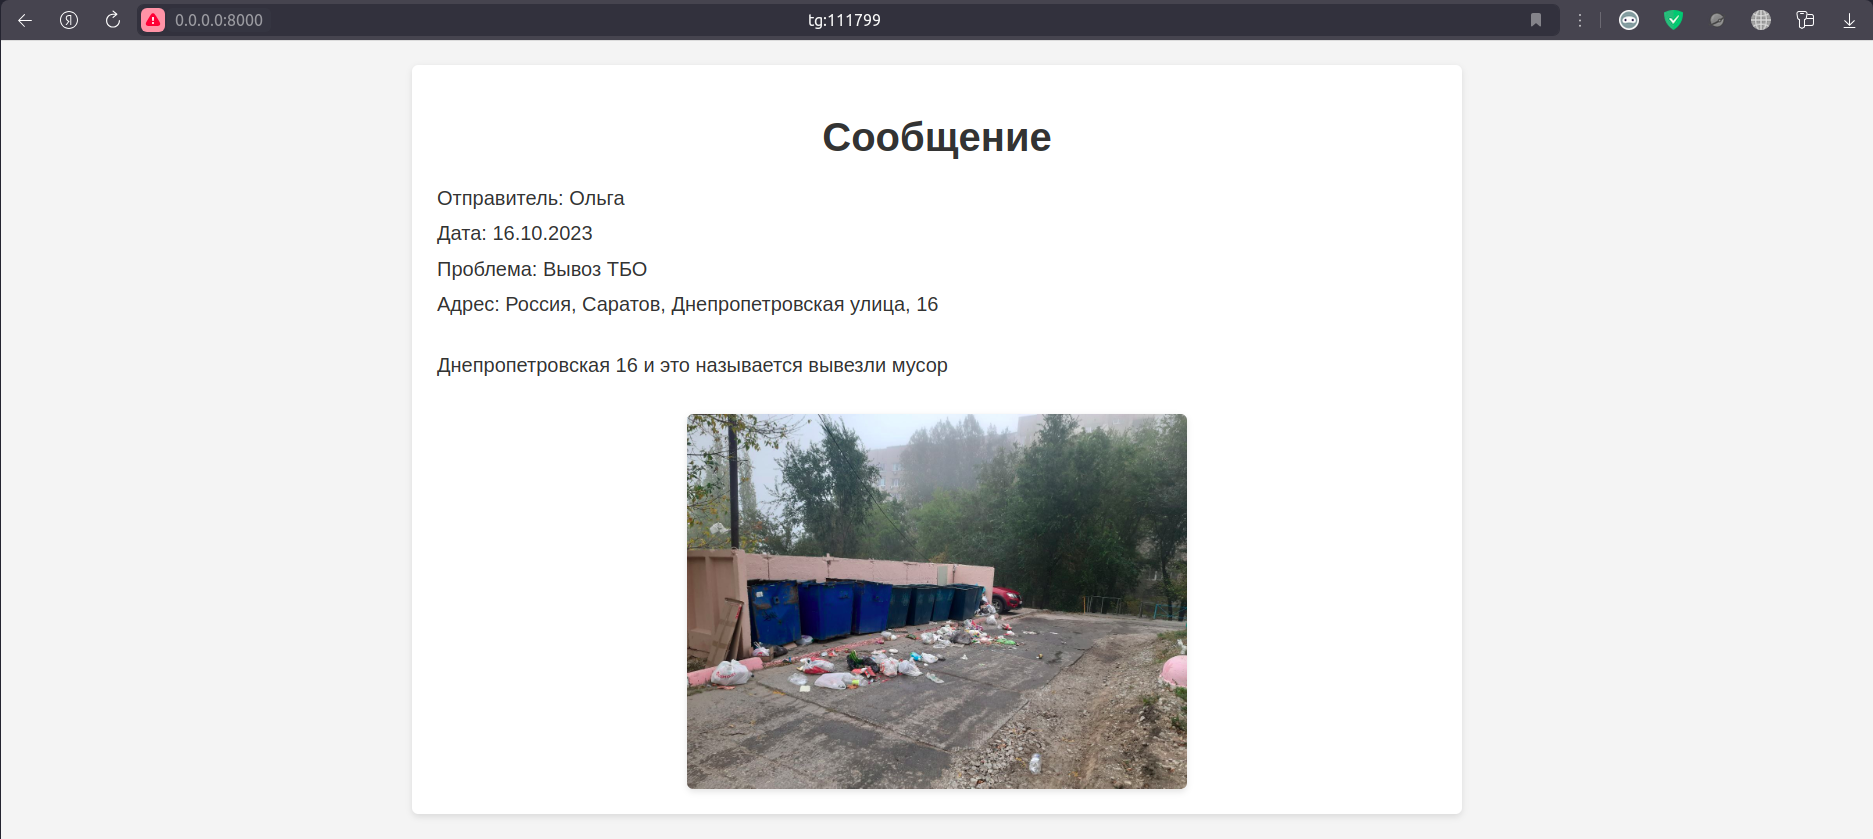 0.0.0.0:8000
tg:111799
Сообщение
Отправитель: Ольга
Дата: 16.10.2023
Проблема: Вывоз ТБО
Адрес: Россия, Саратов, Днепропетровская улица, 16
Днепропетровская 16 и это называется вывезли мусор